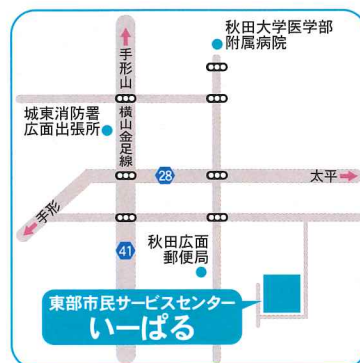 秋田大学医学部
附属病院
手形山
横山金足線
城東消防署
広面出張所
28
太平
手形
41
秋田広面
郵便局
東部市民サービスセンター
いーぱる